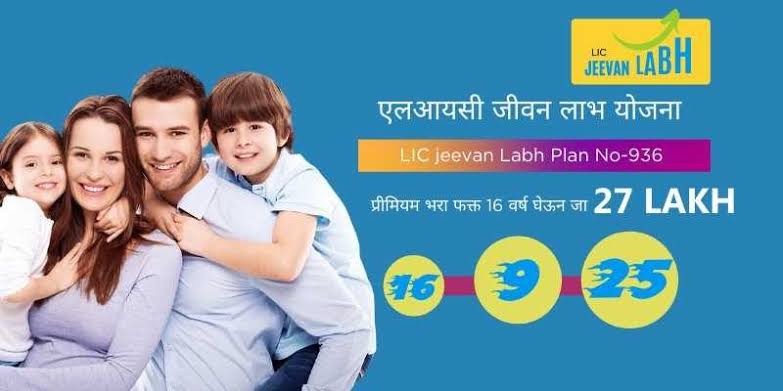 LIC
JEEVAN LABH
एलआयसी जीवन लाभ योजना
LIC jeevan Labh Plan No-936
प्रीमियम भरा फक्त 16 वर्ष घेऊन जा 27 LAKH
16 9 25